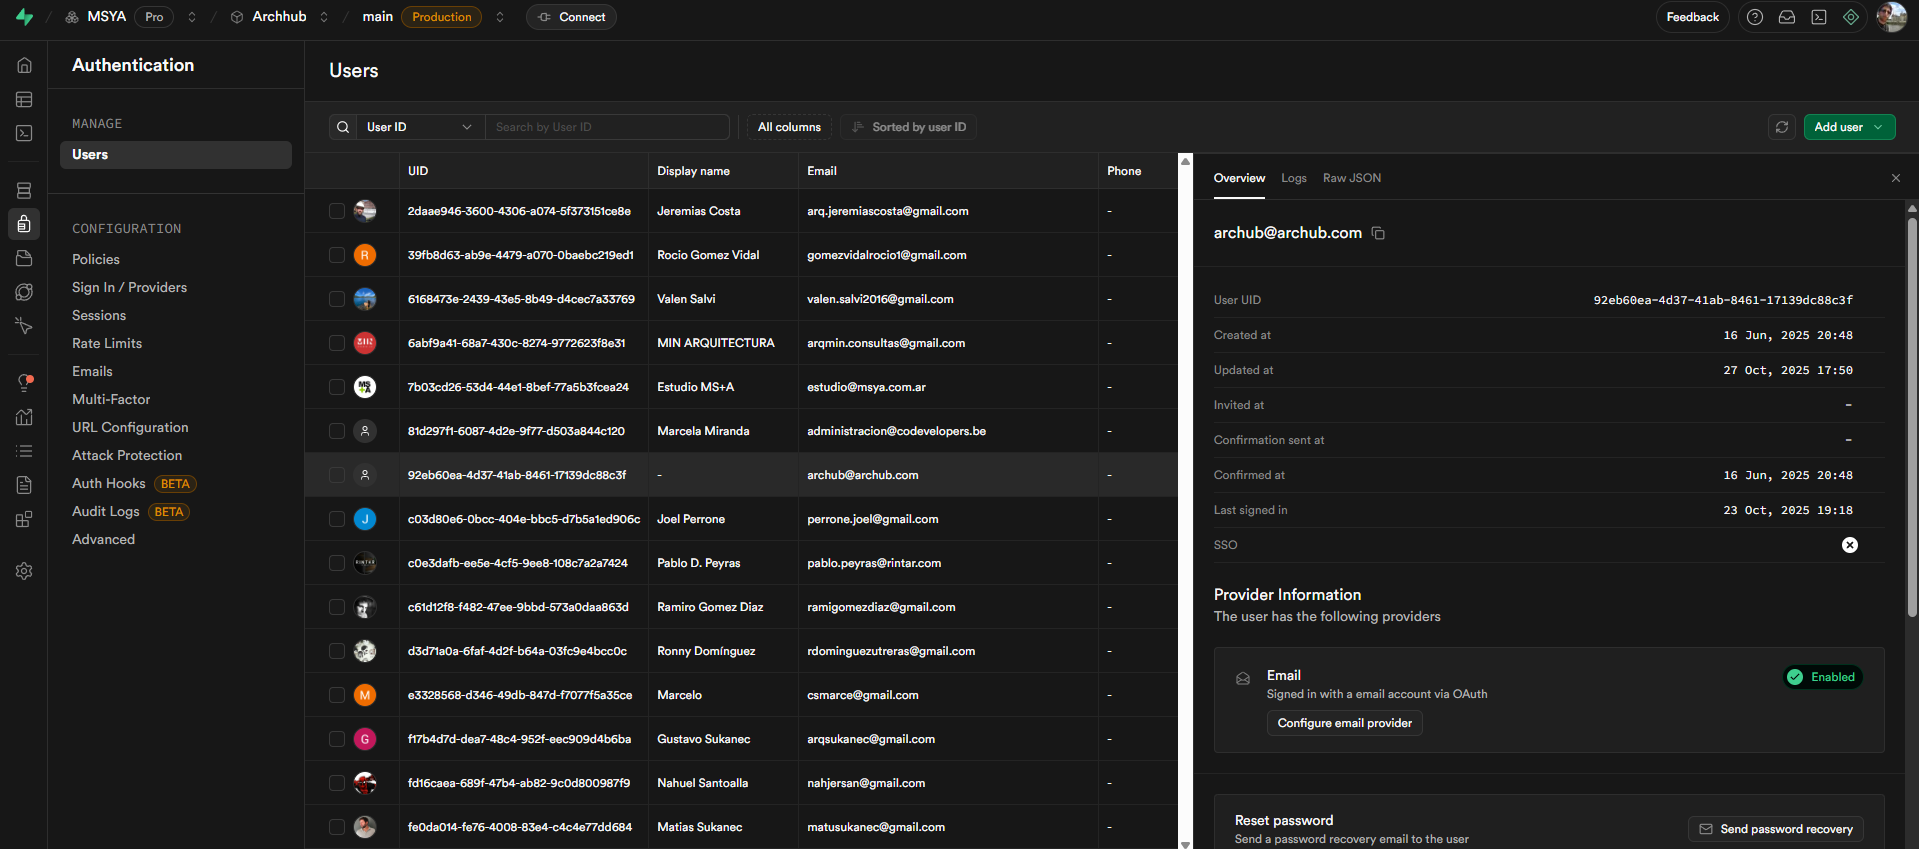 MSYA Pro / Archhub / main Production Connect Feedback
Authentication
MANAGE
Users
CONFIGURATION
Policies
Sign In / Providers
Sessions
Rate Limits
Emails
Multi-Factor
URL Configuration
Attack Protection
Auth Hooks BETA
Audit Logs BETA
Advanced
Users
User ID Search by User ID All columns Sorted by user ID Add user
UID Display name Email Phone
2daae946-3600-4306-a074-5f373151ce8e Jeremias Costa arq.jeremiascosta@gmail.com -
R 39fb8d63-ab9e-4479-a070-0baebc219ed1 Rocio Gomez Vidal gomezvidalrocio1@gmail.com -
6168473e-2439-43e5-8b49-d4cec7a33769 Valen Salvi valen.salvi2016@gmail.com -
6abf9a41-68a7-430c-8274-9772623f8e31 MIN ARQUITECTURA arqmin.consultas@gmail.com -
MS+A 7b03cd26-53d4-44e1-8bef-77a5b3fcea24 Estudio MS+A estudio@msya.com.ar -
81d297f1-6087-4d2e-9f77-d503a844c120 Marcela Miranda administracion@codevelopers.be -
92eb60ea-4d37-41ab-8461-17139dc88c3f - archub@archub.com -
J c03d80e6-0bcc-404e-bbc5-d7b5a1ed906c Joel Perrone perrone.joel@gmail.com -
RINTAR c0e3dafb-ee5e-4cf5-9ee8-108c7a2a7424 Pablo D. Peyras pablo.peyras@rintar.com -
c61d12f8-f482-47ee-9bbd-573a0daa863d Ramiro Gomez Diaz ramigomezdiaz@gmail.com -
d3d71a0a-6faf-4d2f-b64a-03fc9e4bcc0c Ronny Domínguez rdominguezutreras@gmail.com -
M e3328568-d346-49db-847d-f7077f5a35ce Marcelo csmarce@gmail.com -
G f17b4d7d-dea7-48c4-952f-eec909d4b6ba Gustavo Sukanec arqsukanec@gmail.com -
fd16caea-689f-47b4-ab82-9c0d800987f9 Nahuel Santoalla nahjersan@gmail.com -
fe0da014-fe76-4008-83e4-c4c4e77dd684 Matias Sukanec matusukanec@gmail.com -
Overview Logs Raw JSON
archub@archub.com
User UID 92eb60ea-4d37-41ab-8461-17139dc88c3f
Created at 16 Jun, 2025 20:48
Updated at 27 Oct, 2025 17:50
Invited at -
Confirmation sent at -
Confirmed at 16 Jun, 2025 20:48
Last signed in 23 Oct, 2025 19:18
SSO
Provider Information
The user has the following providers
Email Enabled
Signed in with a email account via OAuth
Configure email provider
Reset password
Send a password recovery email to the user
Send password recovery